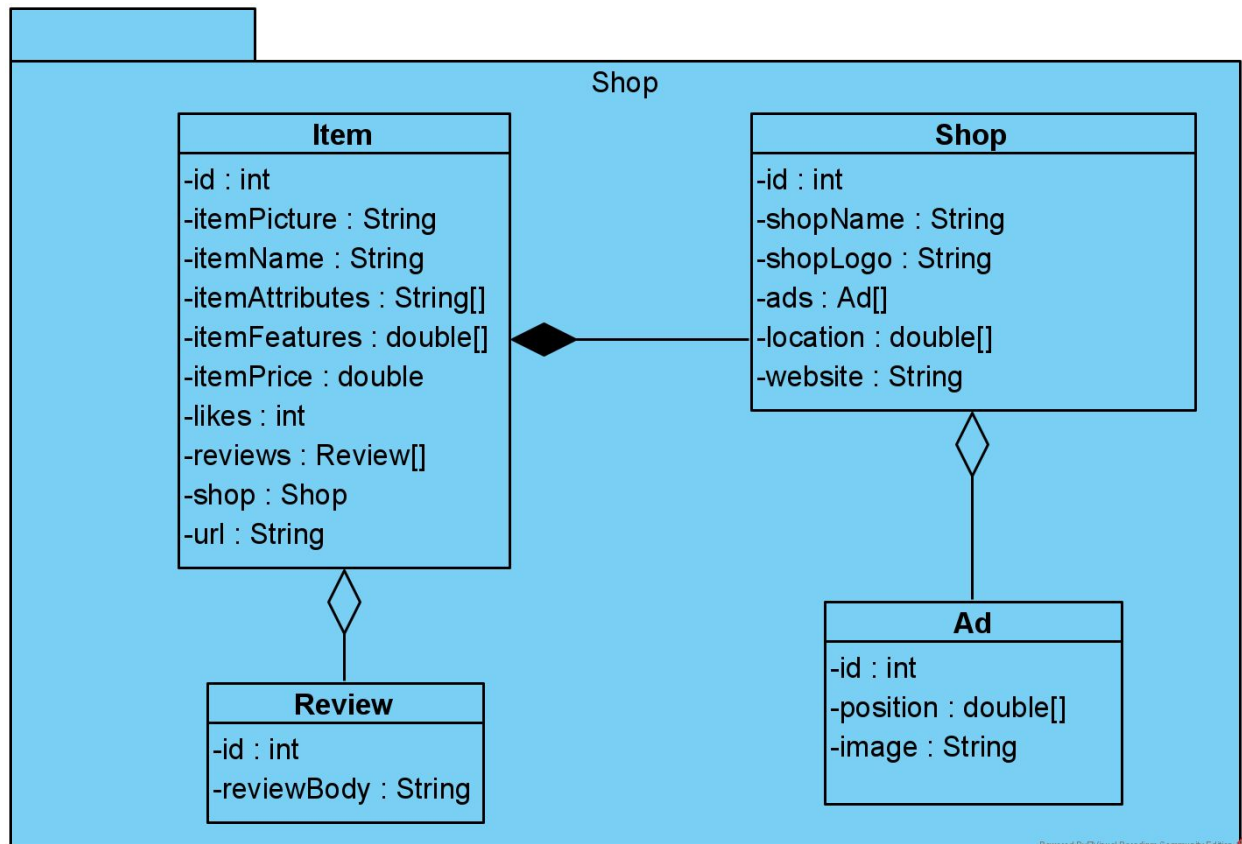 Shop
Item
-id : int
-itemPicture : String
-itemName : String
-itemAttributes : String[]
-itemFeatures : double[]
-itemPrice : double
-likes : int
-reviews : Review[]
-shop : Shop
-url : String
Shop
-id : int
-shopName : String
-shopLogo : String
-ads : Ad[]
-location : double[]
-website : String
Review
-id : int
-reviewBody : String
Ad
-id : int
-position : double[]
-image : String